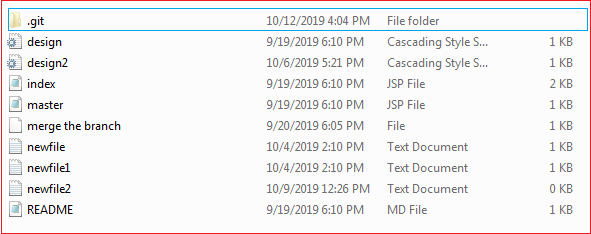 .git 10/12/2019 4:04 PM File folder
design 9/19/2019 6:10 PM Cascading Style S... 1 KB
design2 10/6/2019 5:21 PM Cascading Style S... 1 KB
index 9/19/2019 6:10 PM JSP File 2 KB
master 9/19/2019 6:10 PM JSP File 1 KB
merge the branch 9/20/2019 6:05 PM File 1 KB
newfile 10/4/2019 2:10 PM Text Document 1 KB
newfile1 10/4/2019 2:10 PM Text Document 1 KB
newfile2 10/9/2019 12:26 PM Text Document 0 KB
README 9/19/2019 6:10 PM MD File 1 KB